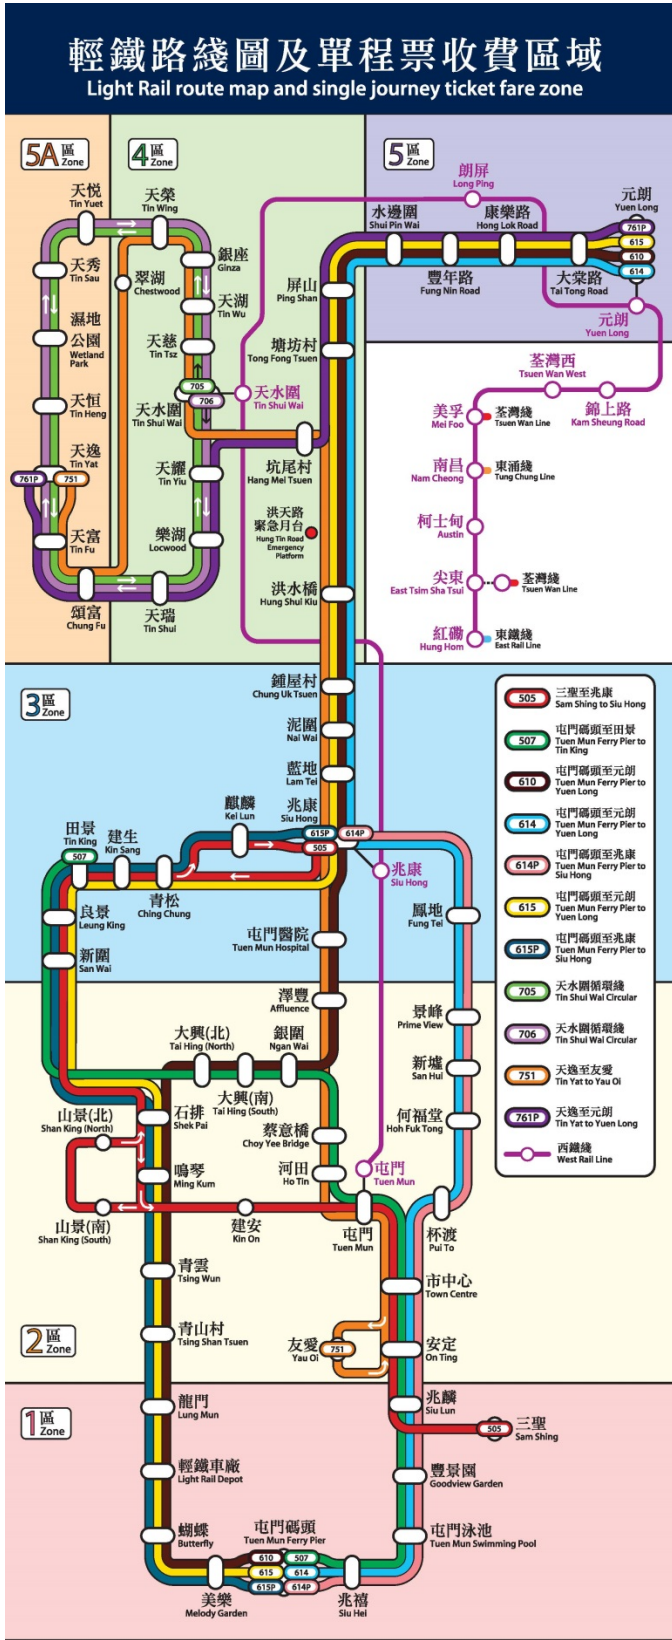 輕鐵路綫圖及單程票收費區域
Light Rail route map and single journey ticket fare zone
5A 區
Zone
4 區
Zone
5 區
Zone
天悅
Tin Yuet
天榮
Tin Wing
朗屏
Long Ping
水邊圍
Shui Pin Wai
康樂路
Hong Lok Road
元朗
Yuen Long
761P
615
610
614
天秀
Tin Sau
翠湖
Chestwood
銀座
Ginza
屏山
Ping Shan
豐年路
Fung Nin Road
大棠路
Tai Tong Road
元朗
Yuen Long
濕地
公園
Wetland
Park
天湖
Tin Wu
天慈
Tin Tsz
塘坊村
Tong Fong Tsuen
荃灣西
Tsuen Wan West
錦上路
Kam Sheung Road
天恒
Tin Heng
705
706
天水圍
Tin Shui Wai
天水圍
Tin Shui Wai
美孚
Mei Foo
荃灣綫
Tsuen Wan Line
天逸
Tin Yat
761P
751
天耀
Tin Yiu
坑尾村
Hang Mei Tsuen
南昌
Nam Cheong
東涌綫
Tung Chung Line
天富
Tin Fu
樂湖
Locwood
洪天路
緊急月台
Hung Tin Road
Emergency
Platform
柯士甸
Austin
頌富
Chung Fu
天瑞
Tin Shui
洪水橋
Hung Shui Kiu
尖東
East Tsim Sha Tsui
荃灣綫
Tsuen Wan Line
紅磡
Hung Hom
東鐵綫
East Rail Line
3 區
Zone
鍾屋村
Chung Uk Tsuen
泥圍
Nai Wai
藍地
Lam Tei
兆康
Siu Hong
615P
614P
505
麒麟
Kei Lun
田景
Tin King
507
建生
Kin Sang
青松
Ching Chung
兆康
Siu Hong
良景
Leung King
新圍
San Wai
屯門醫院
Tuen Mun Hospital
鳳地
Fung Tei
505
三聖至兆康
Sam Shing to Siu Hong
507
屯門碼頭至田景
Tuen Mun Ferry Pier to
Tin King
610
屯門碼頭至元朗
Tuen Mun Ferry Pier to
Yuen Long
614
屯門碼頭至元朗
Tuen Mun Ferry Pier to
Yuen Long
614P
屯門碼頭至兆康
Tuen Mun Ferry Pier to
Siu Hong
615
屯門碼頭至元朗
Tuen Mun Ferry Pier to
Yuen Long
615P
屯門碼頭至兆康
Tuen Mun Ferry Pier to
Siu Hong
705
天水圍循環綫
Tin Shui Wai Circular
706
天水圍循環綫
Tin Shui Wai Circular
751
天逸至友愛
Tin Yat to Yau Oi
761P
天逸至元朗
Tin Yat to Yuen Long
西鐵綫
West Rail Line
澤豐
Affluence
景峰
Prime View
大興(北)
Tai Hing (North)
銀圍
Ngan Wai
大興(南)
Tai Hing (South)
新墟
San Hui
山景(北)
Shan King (North)
石排
Shek Pai
蔡意橋
Choy Yee Bridge
何福堂
Hoh Fuk Tong
鳴琴
Ming Kum
河田
Ho Tin
屯門
Tuen Mun
山景(南)
Shan King (South)
建安
Kin On
屯門
Tuen Mun
杯渡
Pui To
青雲
Tsing Wun
市中心
Town Centre
2 區
Zone
青山村
Tsing Shan Tsuen
友愛
Yau Oi
751
安定
On Ting
1 區
Zone
龍門
Lung Mun
兆麟
Siu Lun
505
三聖
Sam Shing
輕鐵車廠
Light Rail Depot
豐景園
Goodview Garden
蝴蝶
Butterfly
屯門碼頭
Tuen Mun Ferry Pier
屯門泳池
Tuen Mun Swimming Pool
610
507
615
614
615P
614P
美樂
Melody Garden
兆禧
Siu Hei